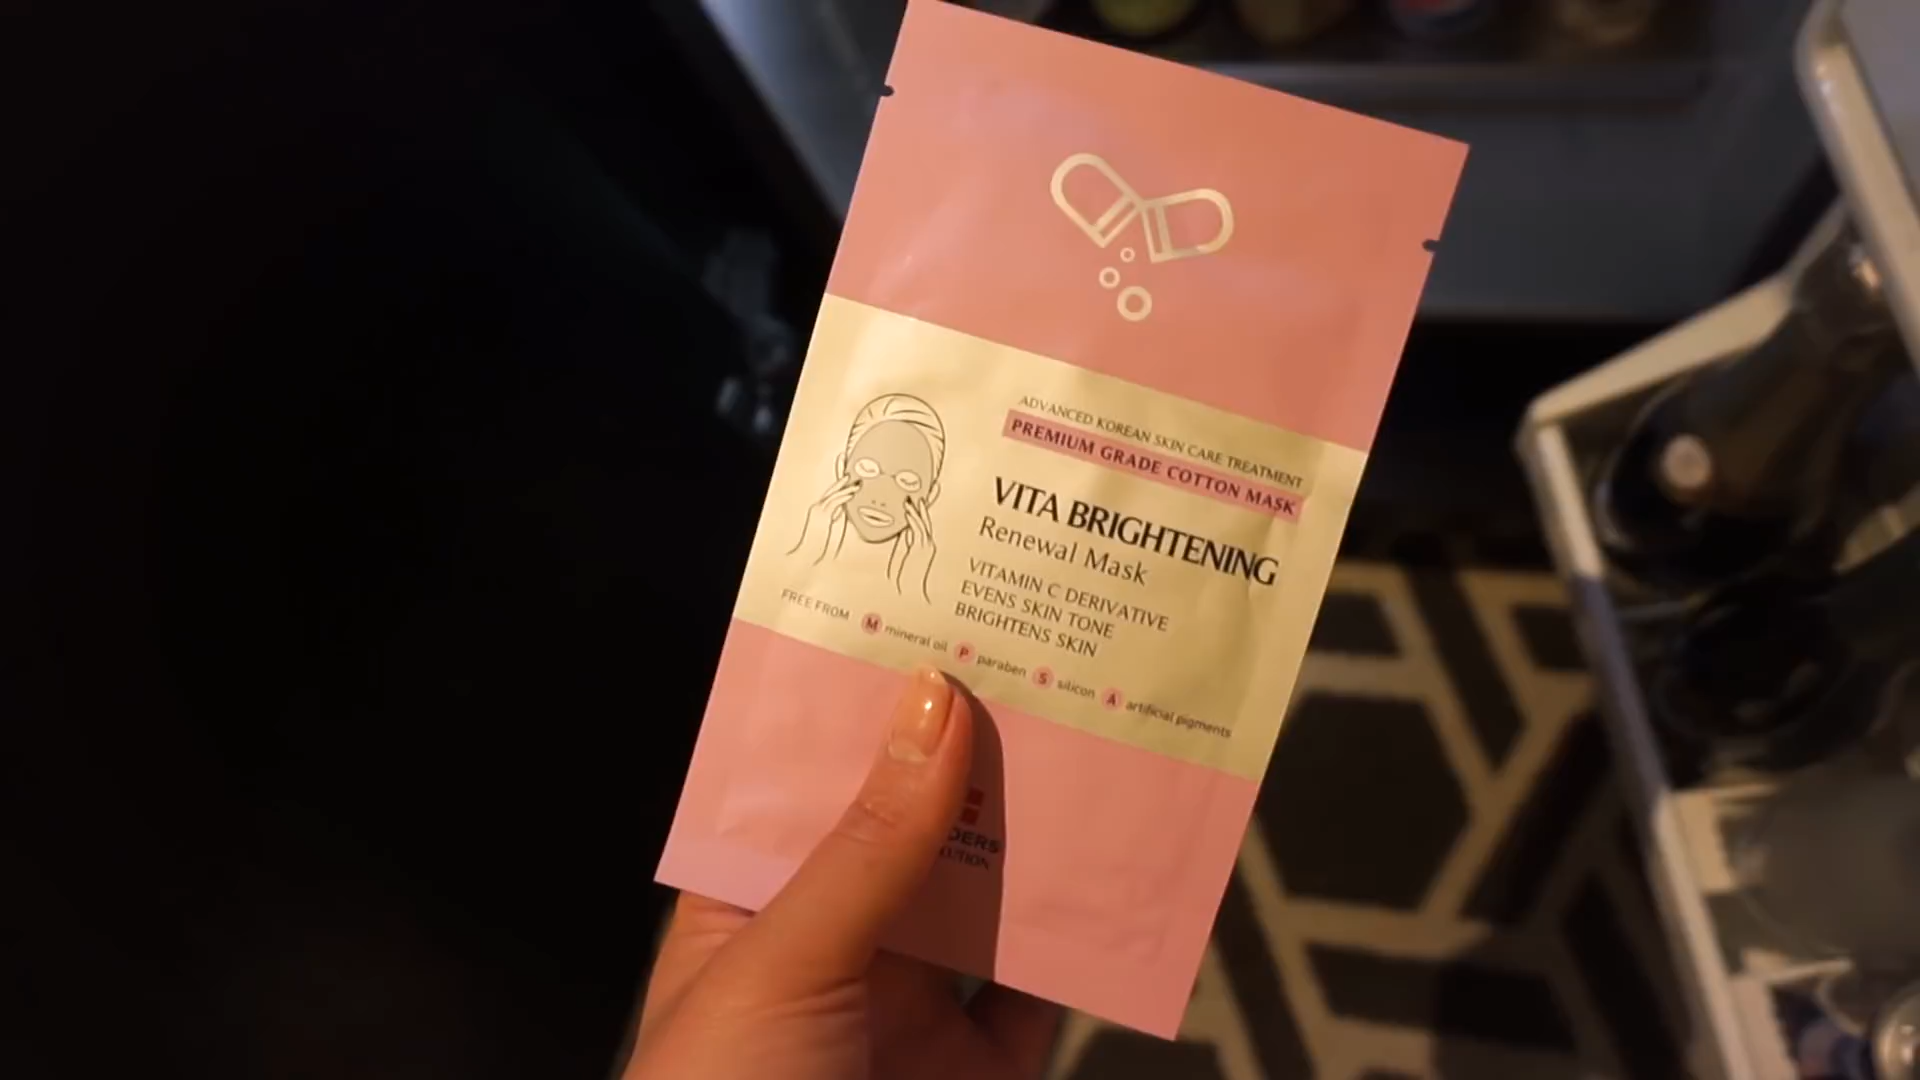 ADVANCED KOREAN SKIN CARE TREATMENT
PREMIUM GRADE COTTON MASK
VITA BRIGHTENING
Renewal Mask
VITAMIN C DERIVATIVE
EVENS SKIN TONE
BRIGHTENS SKIN
FREE FROM M mineral oil P paraben S silicon A artificial pigments